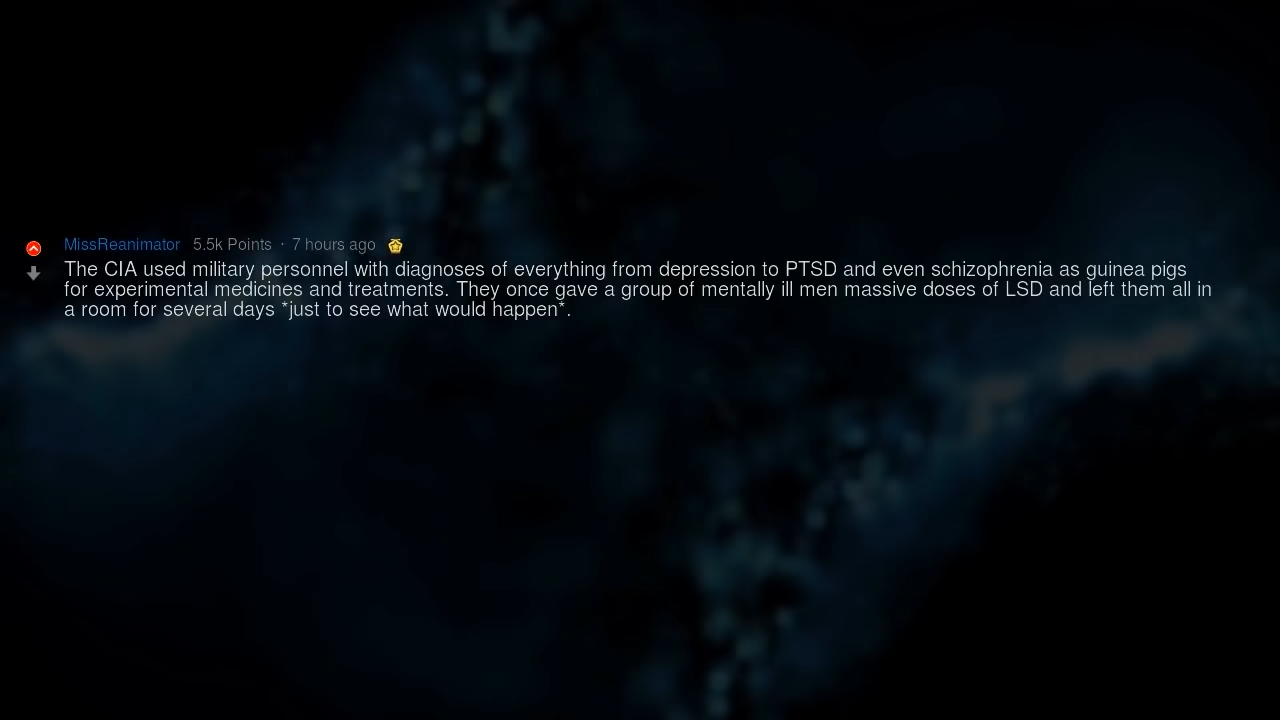 MissReanimator 5.5k Points · 7 hours ago
The CIA used military personnel with diagnoses of everything from depression to PTSD and even schizophrenia as guinea pigs
for experimental medicines and treatments. They once gave a group of mentally ill men massive doses of LSD and left them all in
a room for several days *just to see what would happen*.